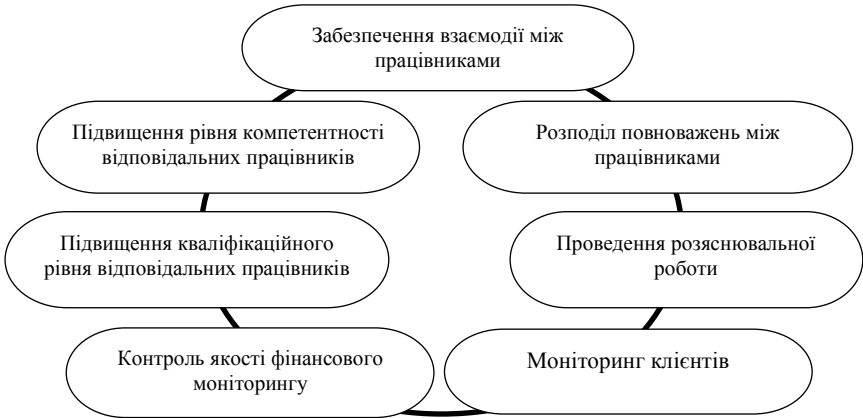 Забезпечення взаємодії між
працівниками
Підвищення рівня компетентності
відповідальних працівників
Розподіл повноважень між
працівниками
Підвищення кваліфікаційного
рівня відповідальних працівників
Проведення розяснювальної
роботи
Контроль якості фінансового
моніторингу
Моніторинг клієнтів